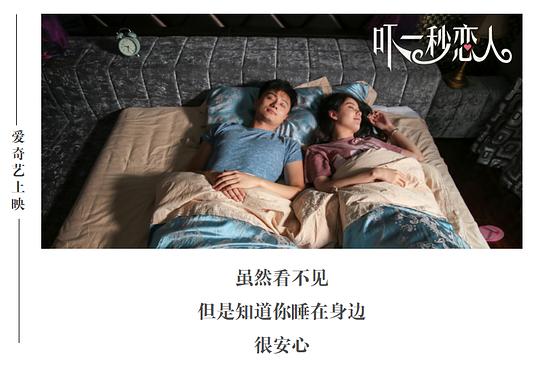 吓一秒恋人
爱奇艺上映
虽然看不见
但是知道你睡在身边
很安心